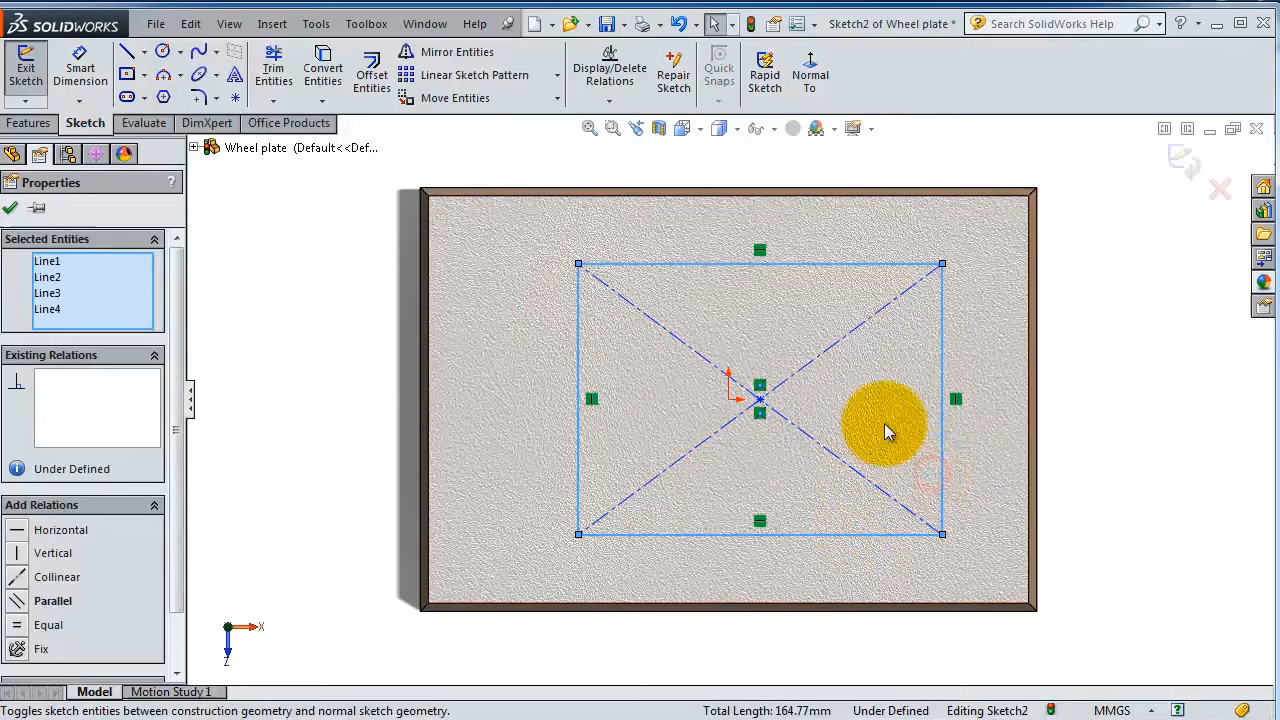 SOLIDWORKS
File Edit View Insert Tools Toolbox Window Help
Sketch2 of Wheel plate *
Search SolidWorks Help
Exit Sketch
Smart Dimension
Trim Entities
Convert Entities
Offset Entities
Mirror Entities
Linear Sketch Pattern
Move Entities
Display/Delete Relations
Repair Sketch
Quick Snaps
Rapid Sketch
Normal To
Features Sketch Evaluate DimXpert Office Products
Wheel plate (Default<<Def...
Properties ?
Selected Entities
Line1
Line2
Line3
Line4
Existing Relations
Under Defined
Add Relations
Horizontal
Vertical
Collinear
Parallel
Equal
Fix
X
Z
Model Motion Study 1
Toggles sketch entities between construction geometry and normal sketch geometry.
Total Length: 164.77mm Under Defined Editing Sketch2 MMGS ?